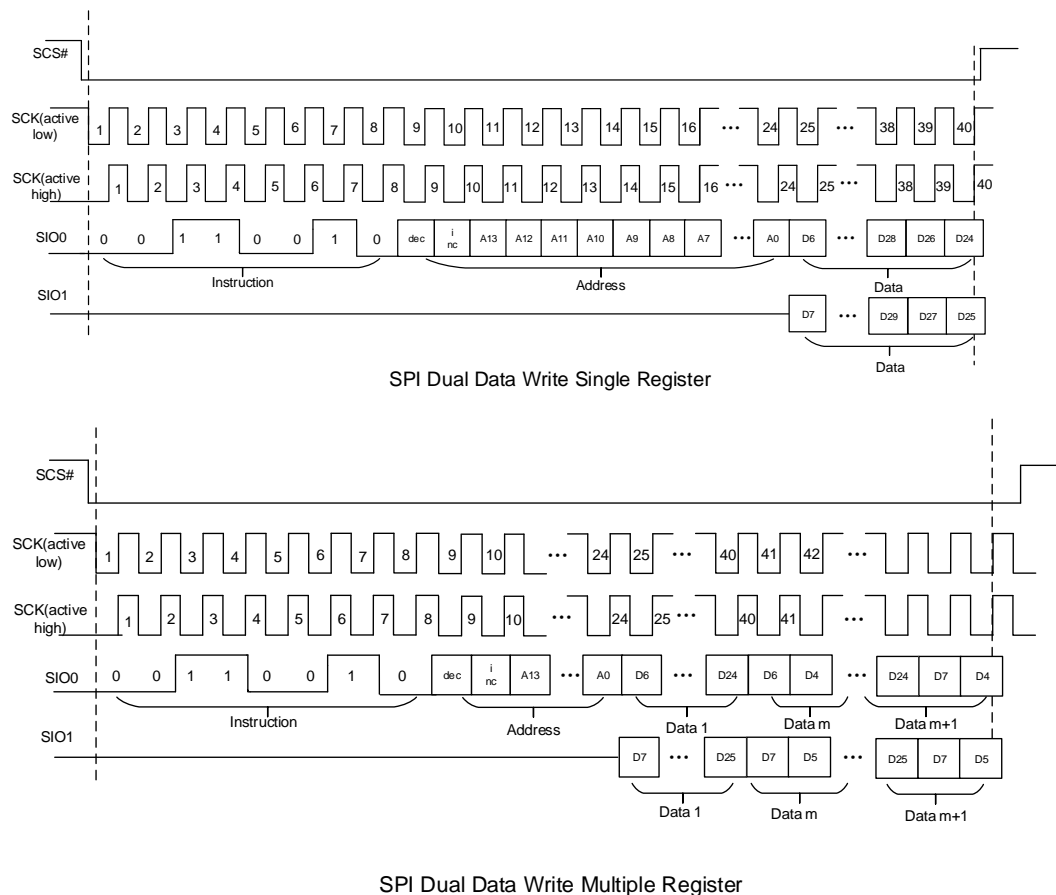 SCS#
SCK(active low) 1 2 3 4 5 6 7 8 9 10 11 12 13 14 15 16 ••• 24 25 ••• 38 39 40
SCK(active high) 1 2 3 4 5 6 7 8 9 10 11 12 13 14 15 16 ••• 24 25 ••• 38 39 40
SIO0 0 0 1 1 0 0 1 0 dec inc A13 A12 A11 A10 A9 A8 A7 ••• A0 D6 ••• D28 D26 D24
Instruction Address Data
SIO1 D7 ••• D29 D27 D25
Data
SPI Dual Data Write Single Register
SCS#
SCK(active low) 1 2 3 4 5 6 7 8 9 10 ••• 24 25 ••• 40 41 42 •••
SCK(active high) 1 2 3 4 5 6 7 8 9 10 ••• 24 25 ••• 40 41 •••
SIO0 0 0 1 1 0 0 1 0 dec inc A13 ••• A0 D6 ••• D24 D6 D4 ••• D24 D7 D4
Instruction Address Data 1 Data m Data m+1
SIO1 D7 ••• D25 D7 D5 ••• D25 D7 D5
Data 1 Data m Data m+1
SPI Dual Data Write Multiple Register